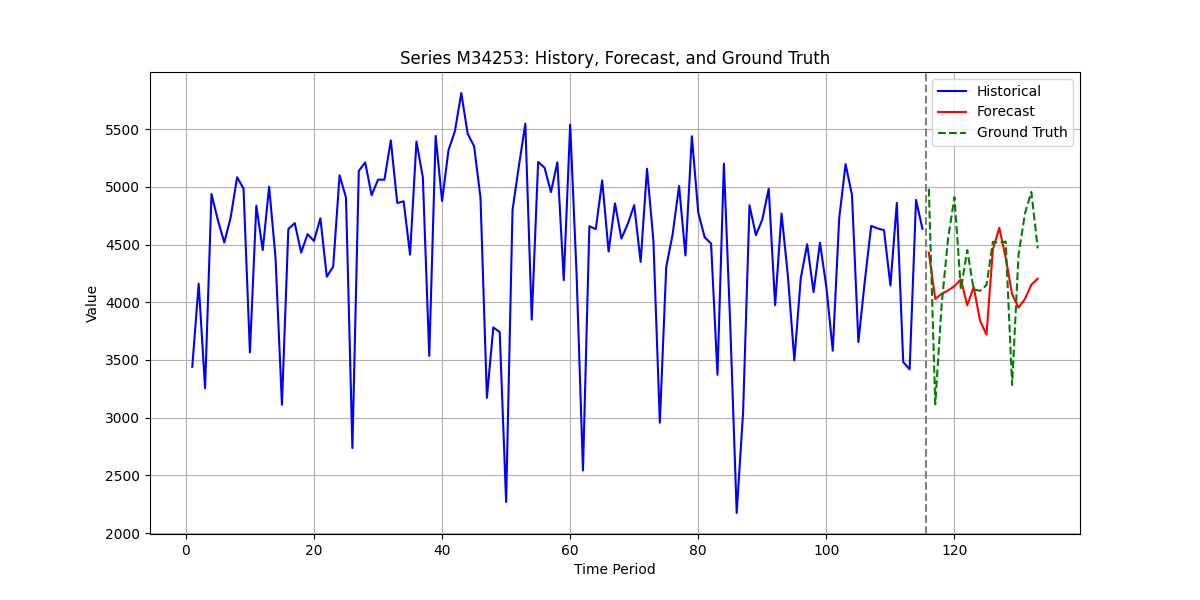 Series M34253: History, Forecast, and Ground Truth
Historical
Forecast
Ground Truth
Value
5500
5000
4500
4000
3500
3000
2500
2000
0 20 40 60 80 100 120
Time Period